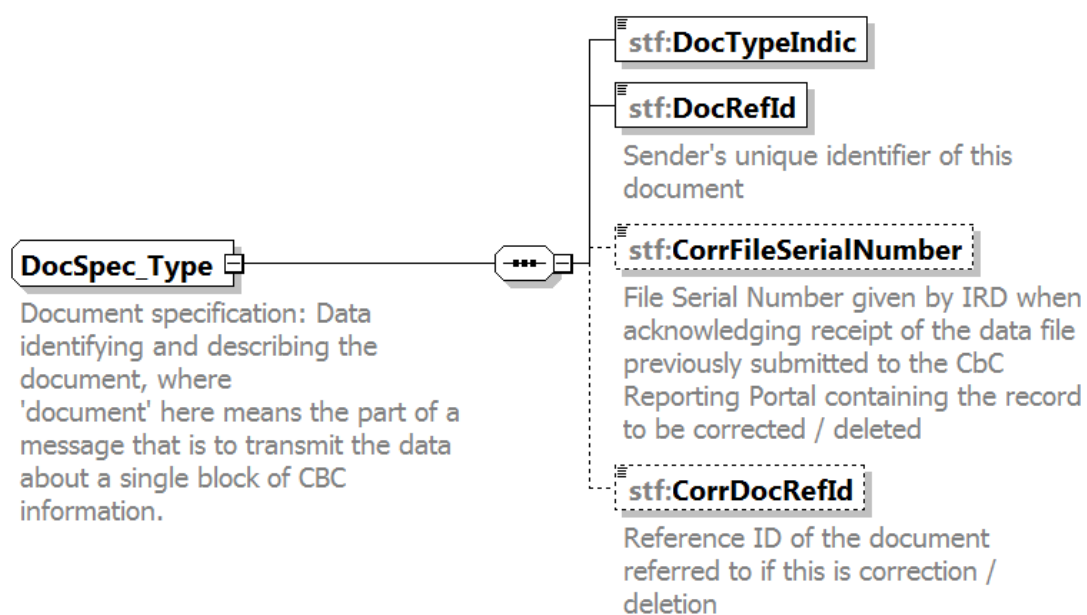 stf:DocTypeIndic
stf:DocRefId
Sender's unique identifier of this
document
DocSpec_Type
Document specification: Data
identifying and describing the
document, where
'document' here means the part of a
message that is to transmit the data
about a single block of CBC
information.
stf:CorrFileSerialNumber
File Serial Number given by IRD when
acknowledging receipt of the data file
previously submitted to the CbC
Reporting Portal containing the record
to be corrected / deleted
stf:CorrDocRefId
Reference ID of the document
referred to if this is correction /
deletion